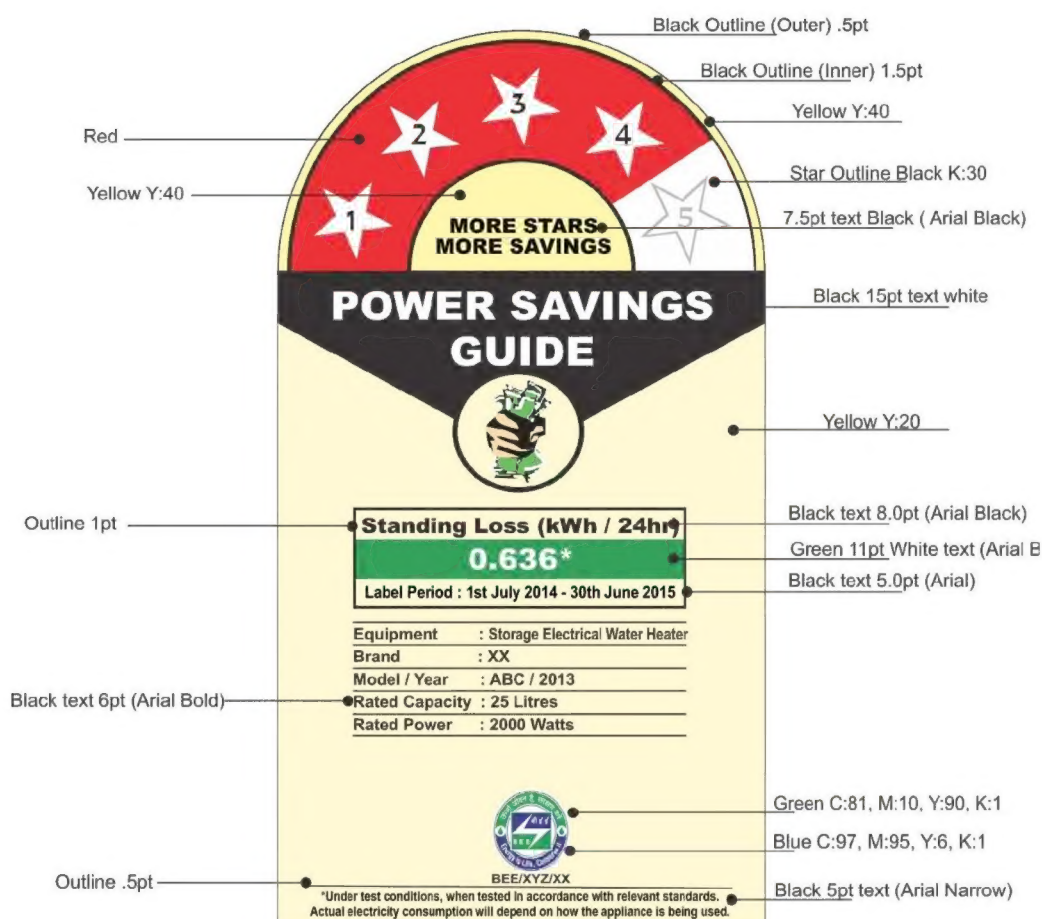 Black Outline (Outer) .5pt
Black Outline (Inner) 1.5pt
Yellow Y:40
Red
Star Outline Black K:30
Yellow Y:40
7.5pt text Black ( Arial Black)
1
2
3
4
5
MORE STARS
MORE SAVINGS
Black 15pt text white
POWER SAVINGS
GUIDE
Yellow Y:20
Outline 1pt
Standing Loss (kWh / 24hr)
Black text 8.0pt (Arial Black)
0.636*
Green 11pt White text (Arial B
Label Period : 1st July 2014 - 30th June 2015
Black text 5.0pt (Arial)
Equipment : Storage Electrical Water Heater
Brand : XX
Model / Year : ABC / 2013
Black text 6pt (Arial Bold)
Rated Capacity : 25 Litres
Rated Power : 2000 Watts
Green C:81, M:10, Y:90, K:1
Blue C:97, M:95, Y:6, K:1
BEE/XYZ/XX
Outline .5pt
*Under test conditions, when tested in accordance with relevant standards.
Black 5pt text (Arial Narrow)
Actual electricity consumption will depend on how the appliance is being used.